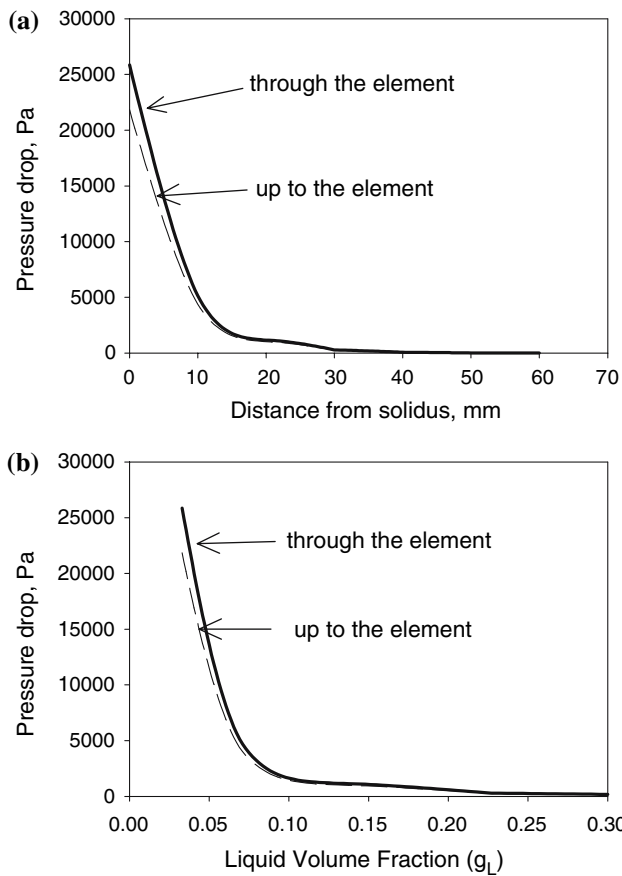 (a)
30000
25000
20000
15000
10000
5000
0
Pressure drop, Pa
through the element
up to the element
0 10 20 30 40 50 60 70
Distance from solidus, mm
(b)
30000
25000
20000
15000
10000
5000
0
Pressure drop, Pa
through the element
up to the element
0.00 0.05 0.10 0.15 0.20 0.25 0.30
Liquid Volume Fraction (gL)